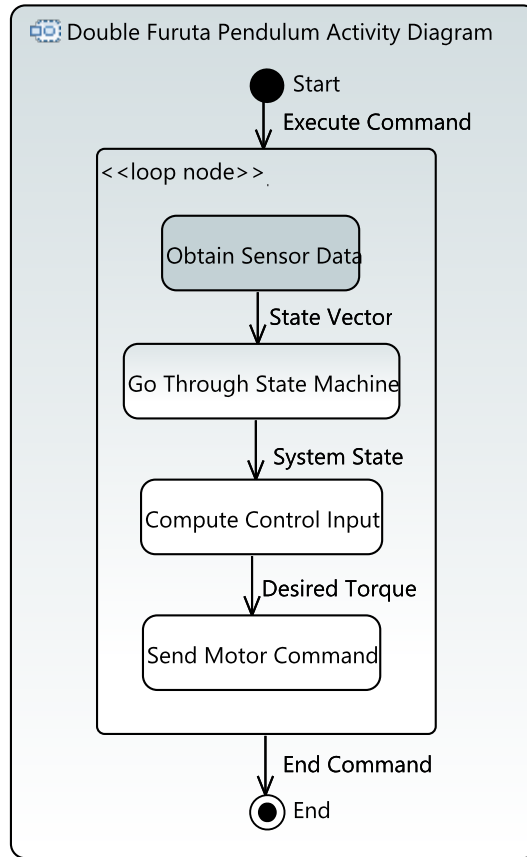 Double Furuta Pendulum Activity Diagram
Start
Execute Command
<<loop node>>
Obtain Sensor Data
State Vector
Go Through State Machine
System State
Compute Control Input
Desired Torque
Send Motor Command
End Command
End